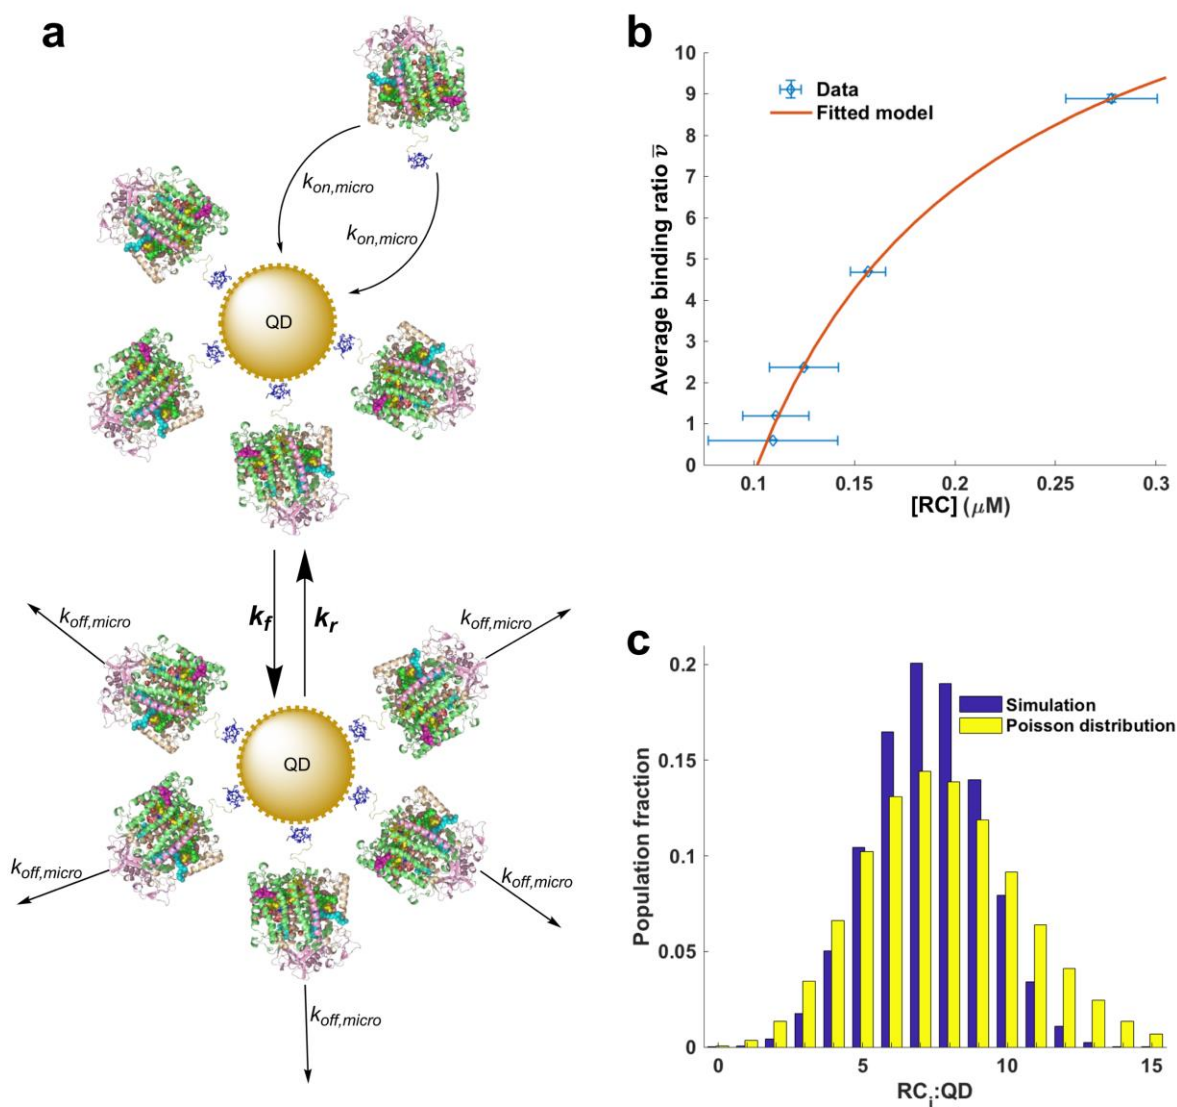 a
k_on,micro
k_on,micro
QD
k_f
k_r
k_off,micro
k_off,micro
QD
k_off,micro
k_off,micro
k_off,micro
b
10
9
8
7
6
5
4
3
2
1
0
Average binding ratio v̅
Data
Fitted model
0.1 0.15 0.2 0.25 0.3
[RC] (μM)
c
0.2
0.15
0.1
0.05
0
Population fraction
Simulation
Poisson distribution
0 5 10 15
RC_i:QD